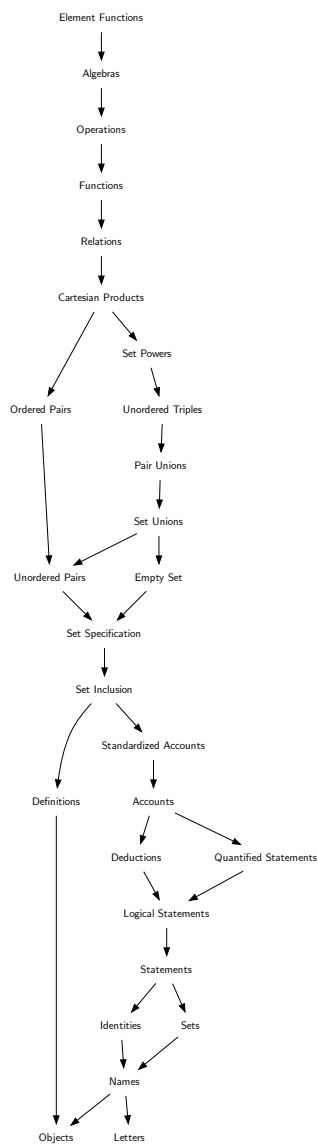 Element Functions
Algebras
Operations
Functions
Relations
Cartesian Products
Set Powers
Ordered Pairs
Unordered Triples
Pair Unions
Set Unions
Unordered Pairs
Empty Set
Set Specification
Set Inclusion
Standardized Accounts
Definitions
Accounts
Deductions
Quantified Statements
Logical Statements
Statements
Identities
Sets
Names
Objects
Letters